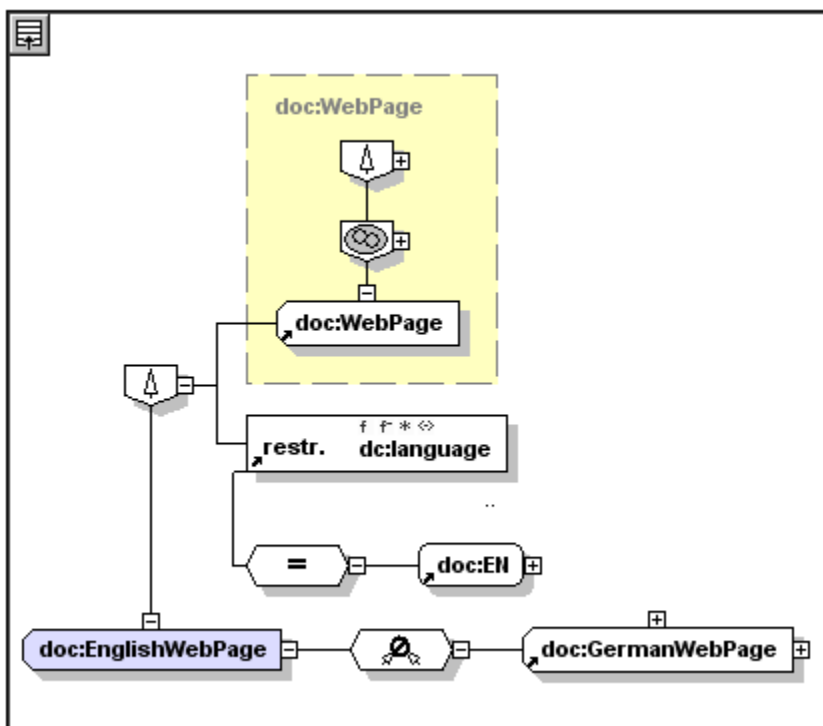 doc:WebPage
doc:WebPage
restr. f f- * <>
dc:language
..
= doc:EN
doc:EnglishWebPage doc:GermanWebPage